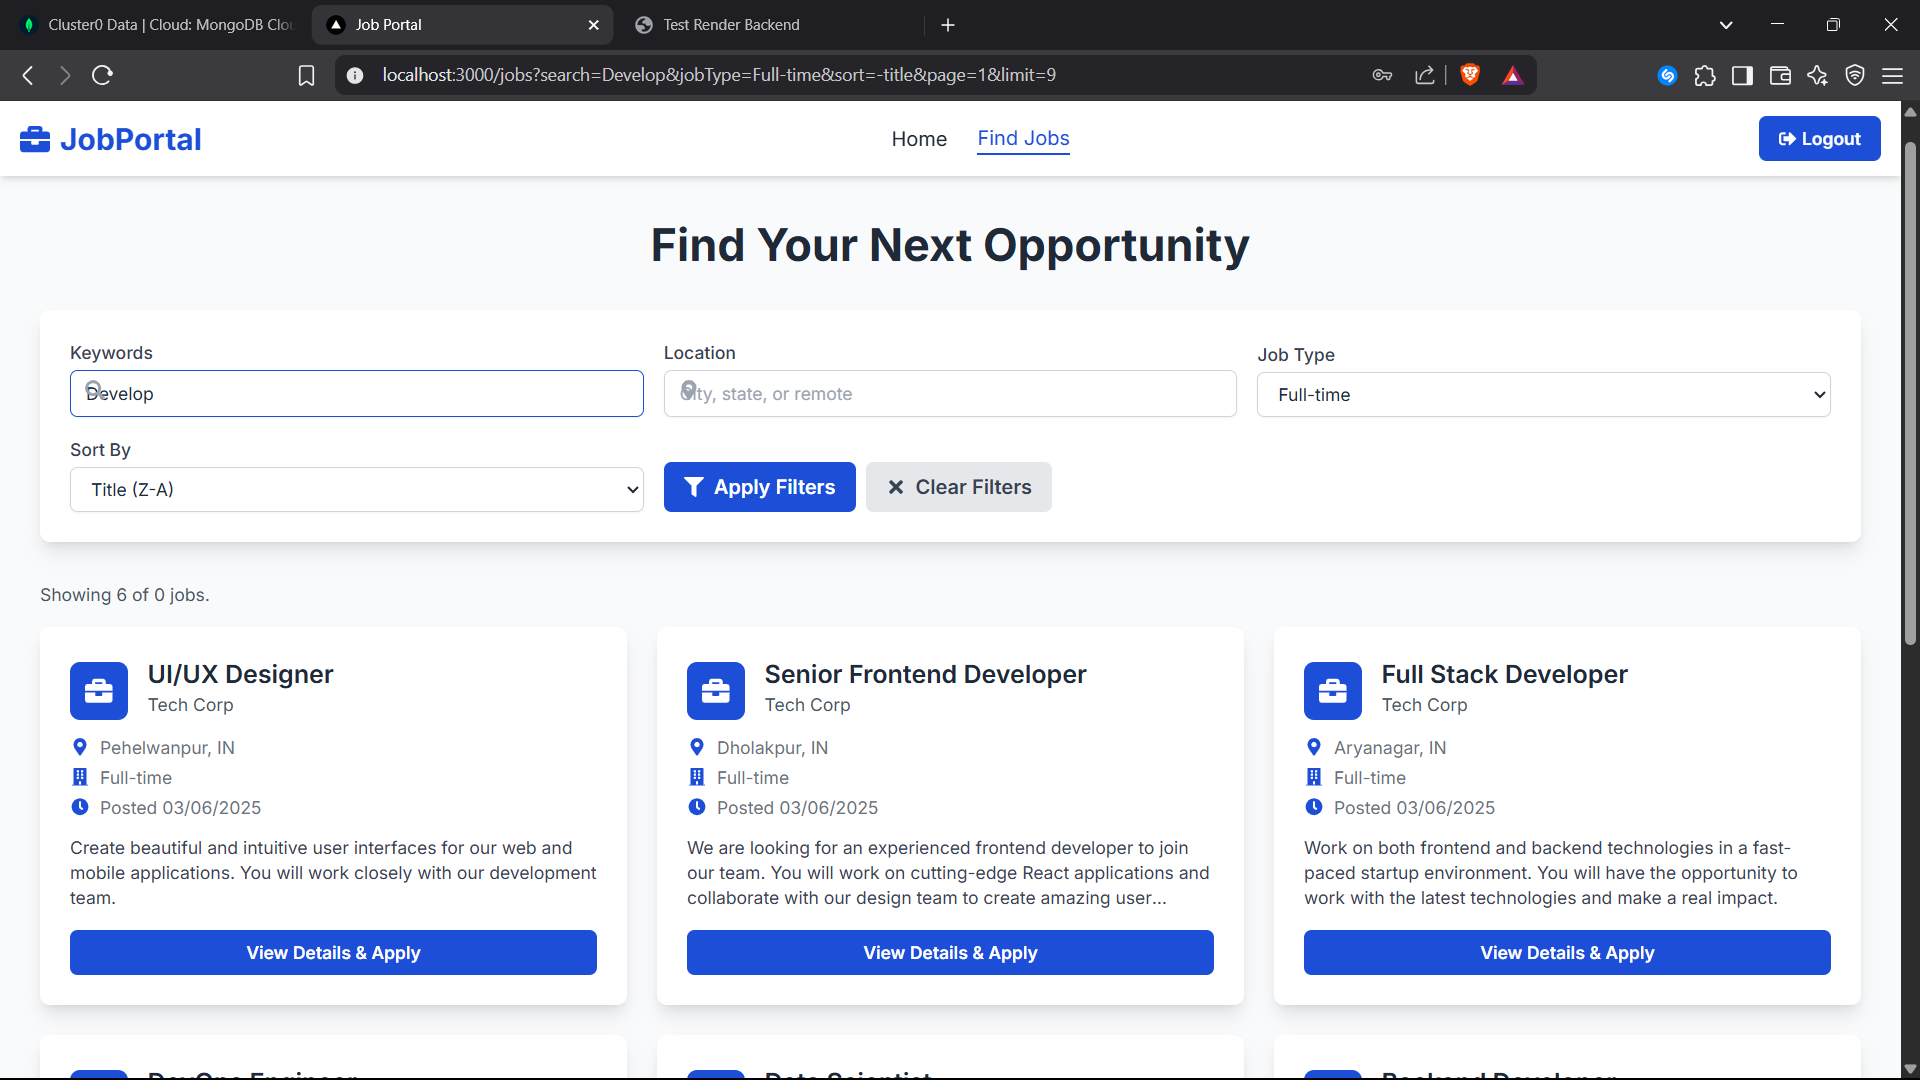 Cluster0 Data | Cloud: MongoDB Clou
Job Portal
Test Render Backend
localhost:3000/jobs?search=Develop&jobType=Full-time&sort=-title&page=1&limit=9
JobPortal
Home
Find Jobs
Logout
Find Your Next Opportunity
Keywords
Location
Job Type
Develop
City, state, or remote
Full-time
Sort By
Title (Z-A)
Apply Filters
Clear Filters
Showing 6 of 0 jobs.
UI/UX Designer
Tech Corp
Pehelwanpur, IN
Full-time
Posted 03/06/2025
Create beautiful and intuitive user interfaces for our web and
mobile applications. You will work closely with our development
team.
View Details & Apply
Senior Frontend Developer
Tech Corp
Dholakpur, IN
Full-time
Posted 03/06/2025
We are looking for an experienced frontend developer to join
our team. You will work on cutting-edge React applications and
collaborate with our design team to create amazing user...
View Details & Apply
Full Stack Developer
Tech Corp
Aryanagar, IN
Full-time
Posted 03/06/2025
Work on both frontend and backend technologies in a fast-
paced startup environment. You will have the opportunity to
work with the latest technologies and make a real impact.
View Details & Apply
DevOps Engineer
Data Scientist
Backend Developer